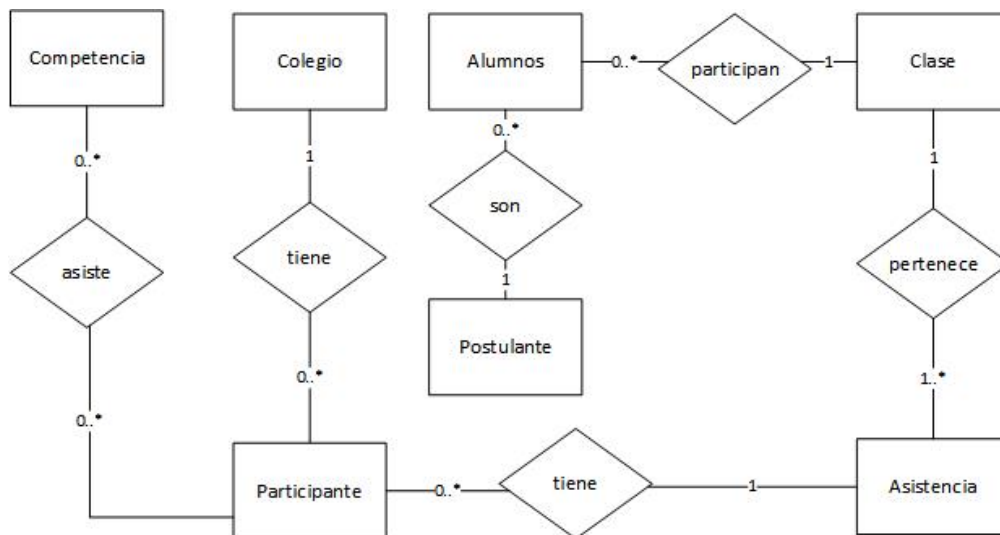 Competencia
Colegio
Alumnos
0..*
participan
1
Clase
0..*
1
0..*
1
asiste
tiene
son
pertenece
1
Postulante
0..*
0..*
1..*
Participante
0..*
tiene
1
Asistencia